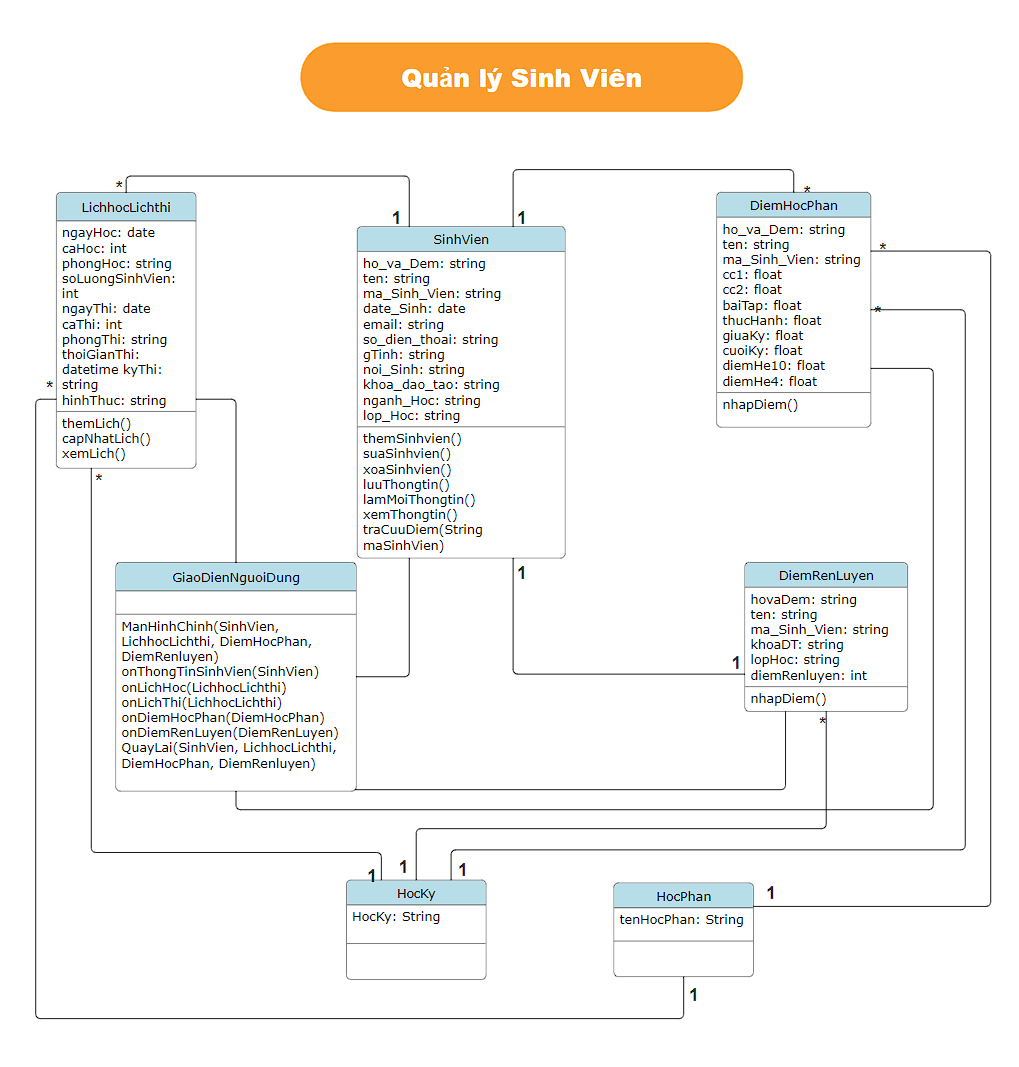 Quản lý Sinh Viên
*
1
LichhocLichthi
ngayHoc: date
caHoc: int
phongHoc: string
soLuongSinhVien:
int
ngayThi: date
caThi: int
phongThi: string
thoiGianThi:
datetime kyThi:
string
hinhThuc: string
themLich()
capNhatLich()
xemLich()
*
*
1
SinhVien
ho_va_Dem: string
ten: string
ma_Sinh_Vien: string
date_Sinh: date
email: string
so_dien_thoai: string
gTinh: string
noi_Sinh: string
khoa_dao_tao: string
nganh_Hoc: string
lop_Hoc: string
themSinhvien()
suaSinhvien()
xoaSinhvien()
luuThongtin()
lamMoiThongtin()
xemThongtin()
traCuuDiem(String
maSinhVien)
1
*
DiemHocPhan
ho_va_Dem: string
ten: string
ma_Sinh_Vien: string
cc1: float
cc2: float
baiTap: float
thucHanh: float
giuaKy: float
cuoiKy: float
diemHe10: float
diemHe4: float
nhapDiem()
*
*
GiaoDienNguoiDung
ManHinhChinh(SinhVien,
LichhocLichthi, DiemHocPhan,
DiemRenluyen)
onThongTinSinhVien(SinhVien)
onLichHoc(LichhocLichthi)
onLichThi(LichhocLichthi)
onDiemHocPhan(DiemHocPhan)
onDiemRenLuyen(DiemRenLuyen)
QuayLai(SinhVien, LichhocLichthi,
DiemHocPhan, DiemRenluyen)
1
DiemRenLuyen
hovaDem: string
ten: string
ma_Sinh_Vien: string
khoaDT: string
lopHoc: string
diemRenluyen: int
nhapDiem()
*
1
1
1
HocKy
HocKy: String
HocPhan
tenHocPhan: String
1
1